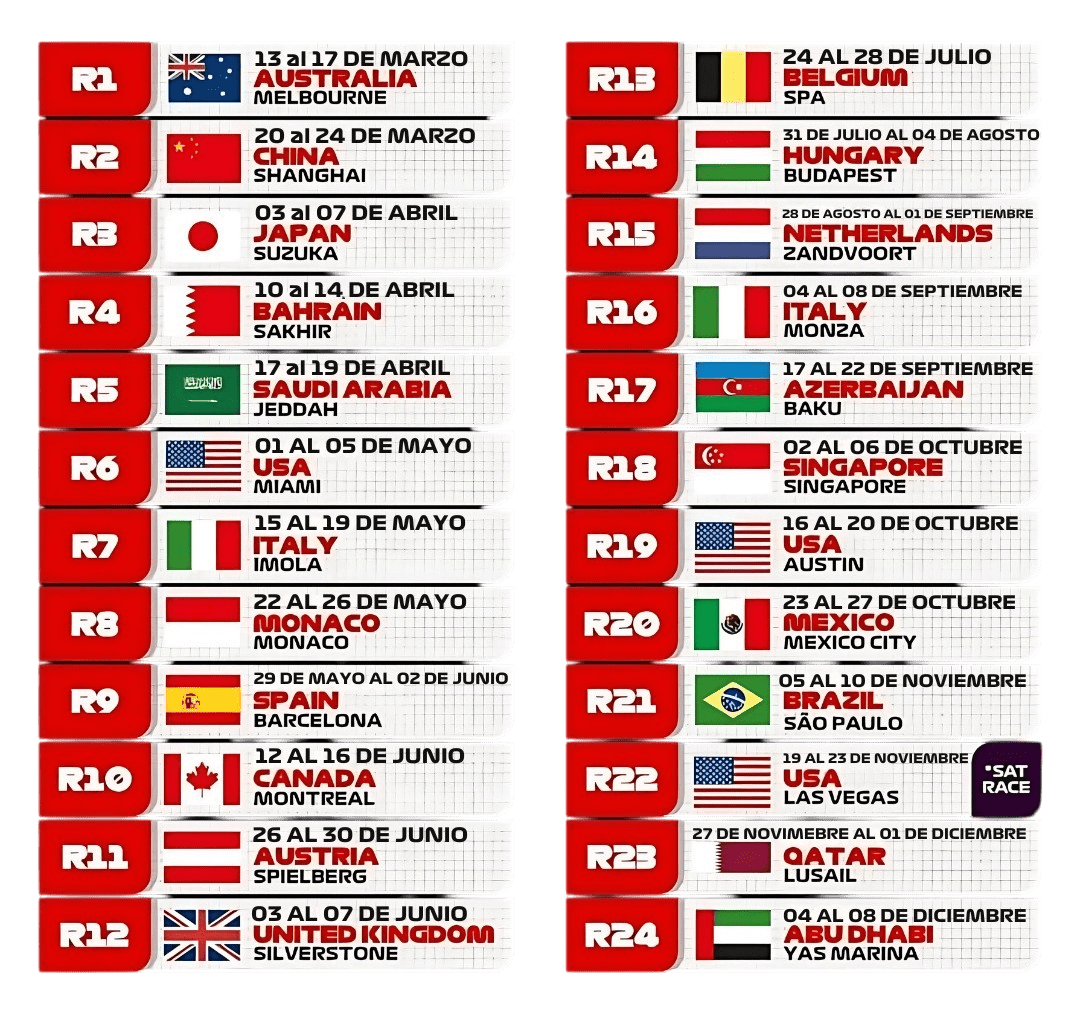 R1
13 al 17 DE MARZO
AUSTRALIA
MELBOURNE
R2
20 al 24 DE MARZO
CHINA
SHANGHAI
R3
03 al 07 DE ABRIL
JAPAN
SUZUKA
R4
10 al 14 DE ABRIL
BAHRÁIN
SAKHIR
R5
17 al 19 DE ABRIL
SAUDI ARABIA
JEDDAH
R6
01 AL 05 DE MAYO
USA
MIAMI
R7
15 AL 19 DE MAYO
ITALY
IMOLA
R8
22 AL 26 DE MAYO
MONACO
MONACO
R9
29 DE MAYO AL 02 DE JUNIO
SPAIN
BARCELONA
R10
12 AL 16 DE JUNIO
CANADA
MONTREAL
R11
26 AL 30 DE JUNIO
AUSTRIA
SPIELBERG
R12
03 AL 07 DE JUNIO
UNITED KINGDOM
SILVERSTONE
R13
24 AL 28 DE JULIO
BELGIUM
SPA
R14
31 DE JULIO AL 04 DE AGOSTO
HUNGARY
BUDAPEST
R15
28 DE AGOSTO AL 01 DE SEPTIEMBRE
NETHERLANDS
ZANDVOORT
R16
04 AL 08 DE SEPTIEMBRE
ITALY
MONZA
R17
17 AL 22 DE SEPTIEMBRE
AZERBAIJAN
BAKU
R18
02 AL 06 DE OCTUBRE
SINGAPORE
SINGAPORE
R19
16 AL 20 DE OCTUBRE
USA
AUSTIN
R20
23 AL 27 DE OCTUBRE
MEXICO
MEXICO CITY
R21
05 AL 10 DE NOVIEMBRE
BRAZIL
SÃO PAULO
R22
19 AL 23 DE NOVIEMBRE
USA
LAS VEGAS
*SAT
RACE
R23
27 DE NOVIMEBRE AL 01 DE DICIEMBRE
QATAR
LUSAIL
R24
04 AL 08 DE DICIEMBRE
ABU DHABI
YAS MARINA